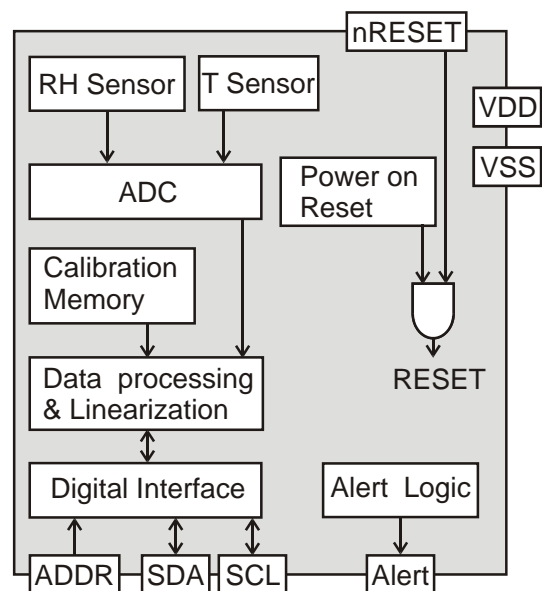 nRESET
RH Sensor
T Sensor
VDD
VSS
ADC
Power on
Reset
Calibration
Memory
RESET
Data processing
& Linearization
Digital Interface
Alert Logic
ADDR
SDA
SCL
Alert